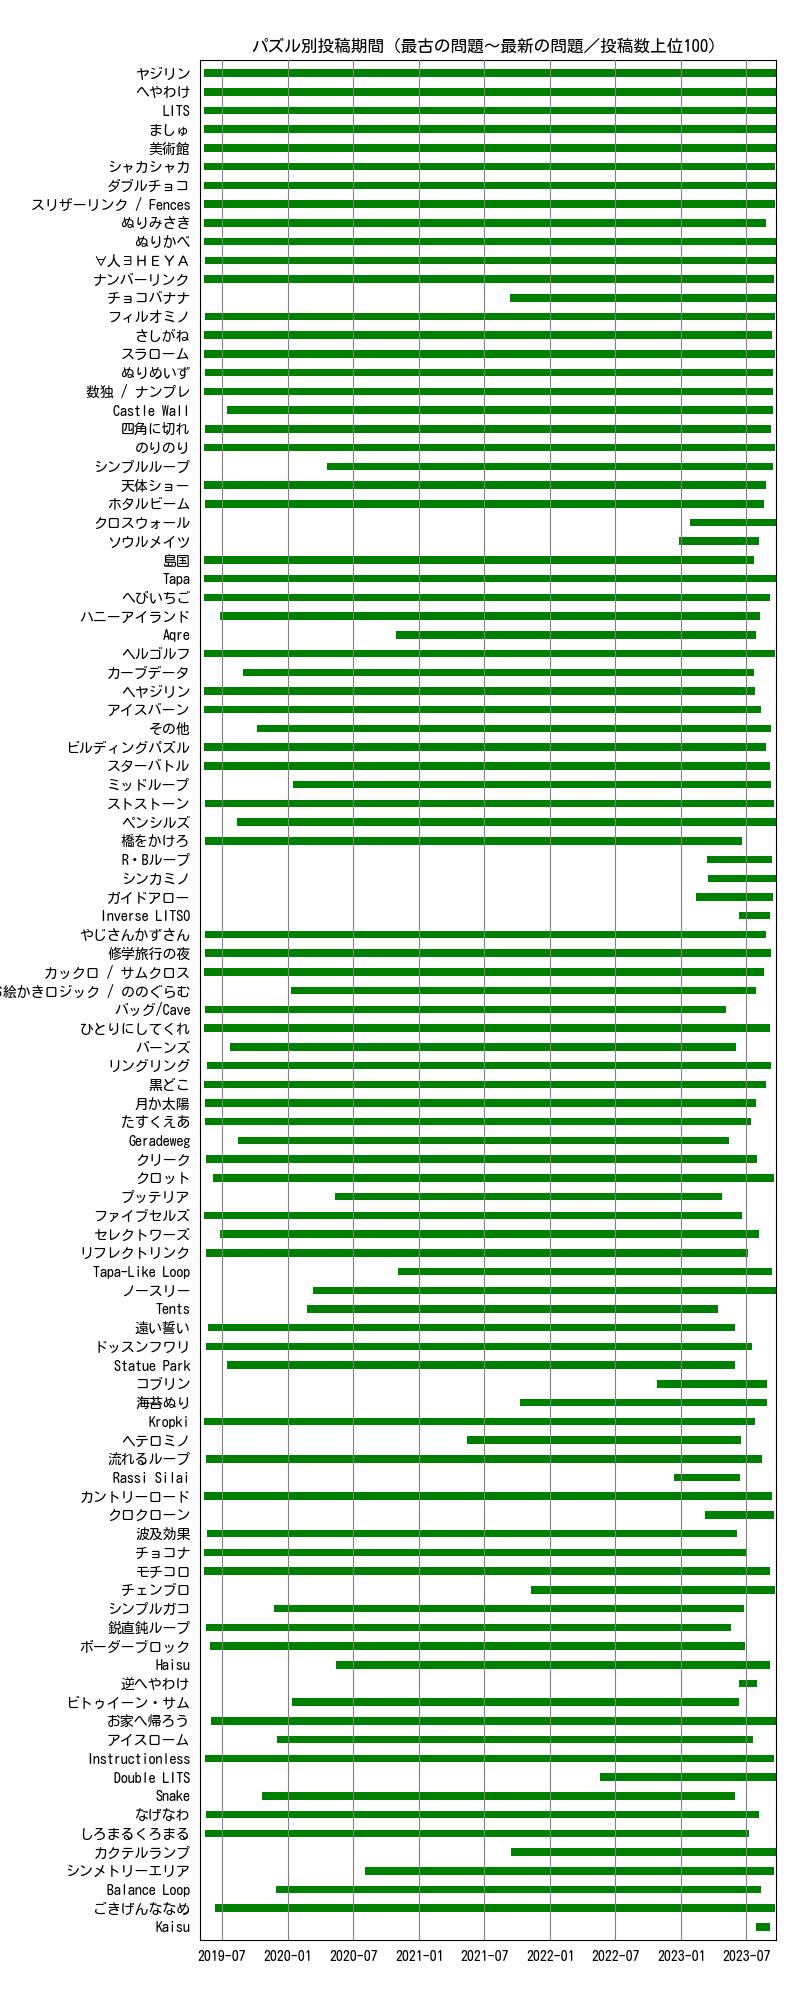 パズル別投稿期間（最古の問題～最新の問題／投稿数上位100）
ヤジリン
へやわけ
LITS
ましゅ
美術館
シャカシャカ
ダブルチョコ
スリザーリンク / Fences
ぬりみさき
ぬりかべ
∀人∃ＨＥＹＡ
ナンバーリンク
チョコバナナ
フィルオミノ
さしがね
スラローム
ぬりめいず
数独 / ナンプレ
Castle Wall
四角に切れ
のりのり
シンプルループ
天体ショー
ホタルビーム
クロスウォール
ソウルメイツ
島国
Tapa
へびいちご
ハニーアイランド
Aqre
ヘルゴルフ
カーブデータ
ヘヤジリン
アイスバーン
その他
ビルディングパズル
スターバトル
ミッドループ
ストストーン
ペンシルズ
橋をかけろ
R・Bループ
シンカミノ
ガイドアロー
Inverse LITSO
やじさんかずさん
修学旅行の夜
カックロ / サムクロス
お絵かきロジック / ののぐらむ
バッグ/Cave
ひとりにしてくれ
バーンズ
リングリング
黒どこ
月か太陽
たすくえあ
Geradeweg
クリーク
クロット
プッテリア
ファイブセルズ
セレクトワーズ
リフレクトリンク
Tapa-Like Loop
ノースリー
Tents
遠い誓い
ドッスンフワリ
Statue Park
コブリン
海苔ぬり
Kropki
ヘテロミノ
流れるループ
Rassi Silai
カントリーロード
クロクローン
波及効果
チョコナ
モチコロ
チェンブロ
シンプルガコ
鋭直鈍ループ
ボーダーブロック
Haisu
逆へやわけ
ビトゥイーン・サム
お家へ帰ろう
アイスローム
Instructionless
Double LITS
Snake
なげなわ
しろまるくろまる
カクテルランプ
シンメトリーエリア
Balance Loop
ごきげんななめ
Kaisu
2019-07 2020-01 2020-07 2021-01 2021-07 2022-01 2022-07 2023-01 2023-07